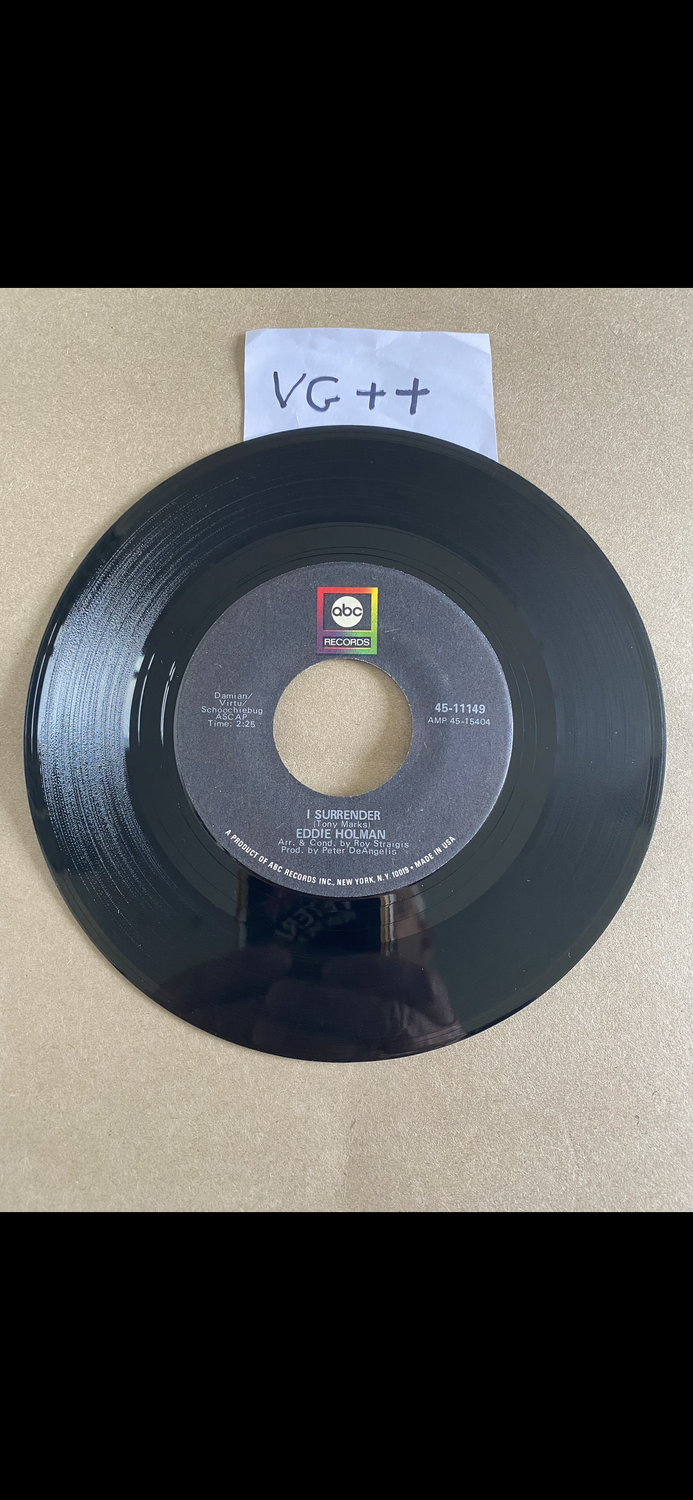 VG++
abc
RECORDS
Damian/
Virtu/
Schoochiebug
ASCAP
Time: 2:25
45-11149
AMP 45-15404
I SURRENDER
(Tony Marks)
EDDIE HOLMAN
Arr. & Cond. by Roy Straigis
Prod. by Peter DeAngelis
A PRODUCT OF ABC RECORDS INC., NEW YORK, N.Y. 10019 • MADE IN USA